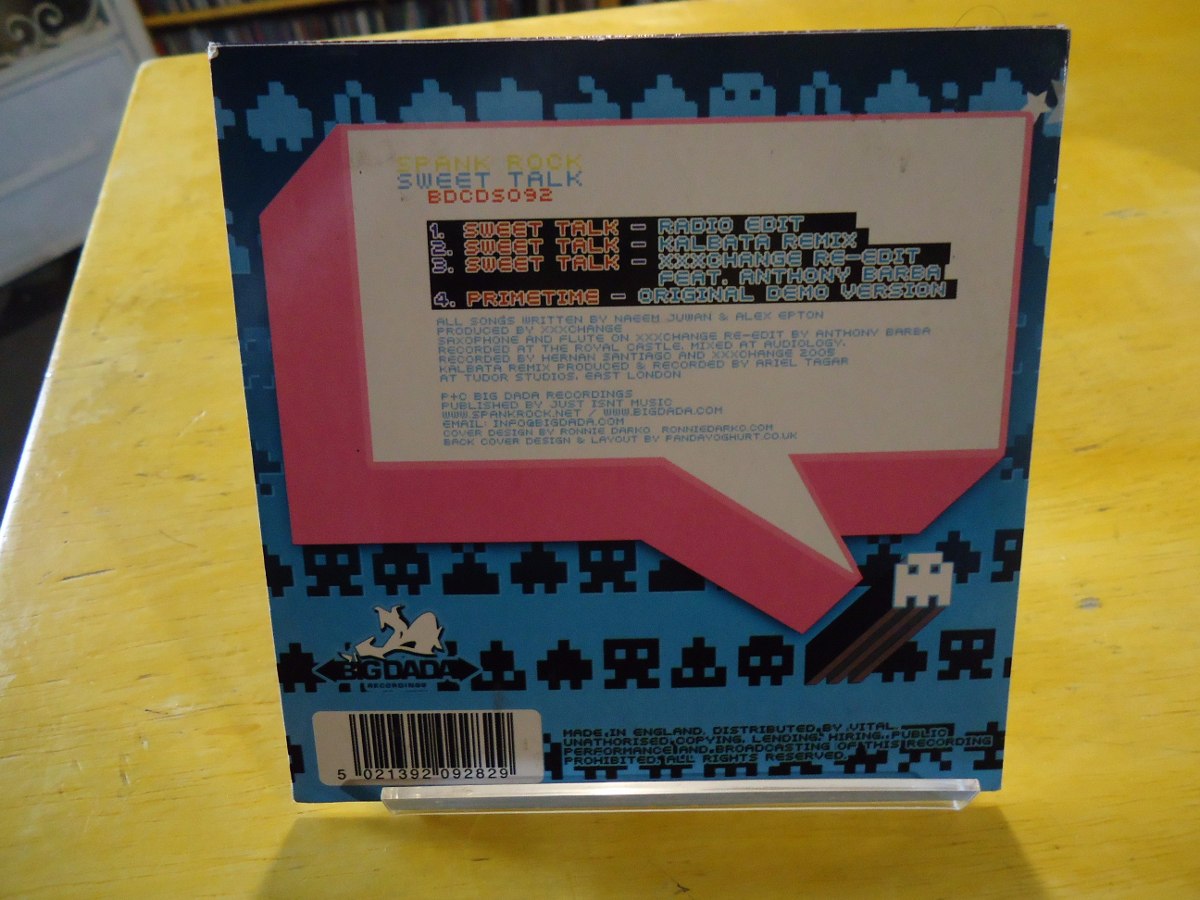 SPANK ROCK
SWEET TALK
BDCDS092
1. SWEET TALK - RADIO EDIT
2. SWEET TALK - KALBATA REMIX
3. SWEET TALK - XXXCHANGE RE-EDIT
FEAT. ANTHONY BARBA
4. PRIMETIME - ORIGINAL DEMO VERSION
ALL SONGS WRITTEN BY NAEEM JUWAN & ALEX EPTON
PRODUCED BY XXXCHANGE
SAXOPHONE AND FLUTE ON XXXCHANGE RE-EDIT BY ANTHONY BARBA
RECORDED AT THE ROYAL CASTLE, MIXED AT AUDIOLOGY.
RECORDED BY HERNAN SANTIAGO AND XXXCHANGE 2005
KALBATA REMIX PRODUCED & RECORDED BY ARIEL TAGAR
AT TUDOR STUDIOS, EAST LONDON
P+C BIG DADA RECORDINGS
PUBLISHED BY JUST ISNT MUSIC
WWW.SPANKROCK.NET / WWW.BIGDADA.COM
EMAIL: INFO@BIGDADA.COM
COVER DESIGN BY RONNIE DARKO RONNIEDARKO.COM
BACK COVER DESIGN & LAYOUT BY PANDAYOGHURT.CO.UK
BIG DADA
RECORDINGS
MADE IN ENGLAND. DISTRIBUTED BY VITAL.
UNATHORISED COPYING, LENDING, HIRING, PUBLIC
PERFORMANCE AND BROADCASTING OF THIS RECORDING
PROHIBITED. ALL RIGHTS RESERVED.
5 021392 092829